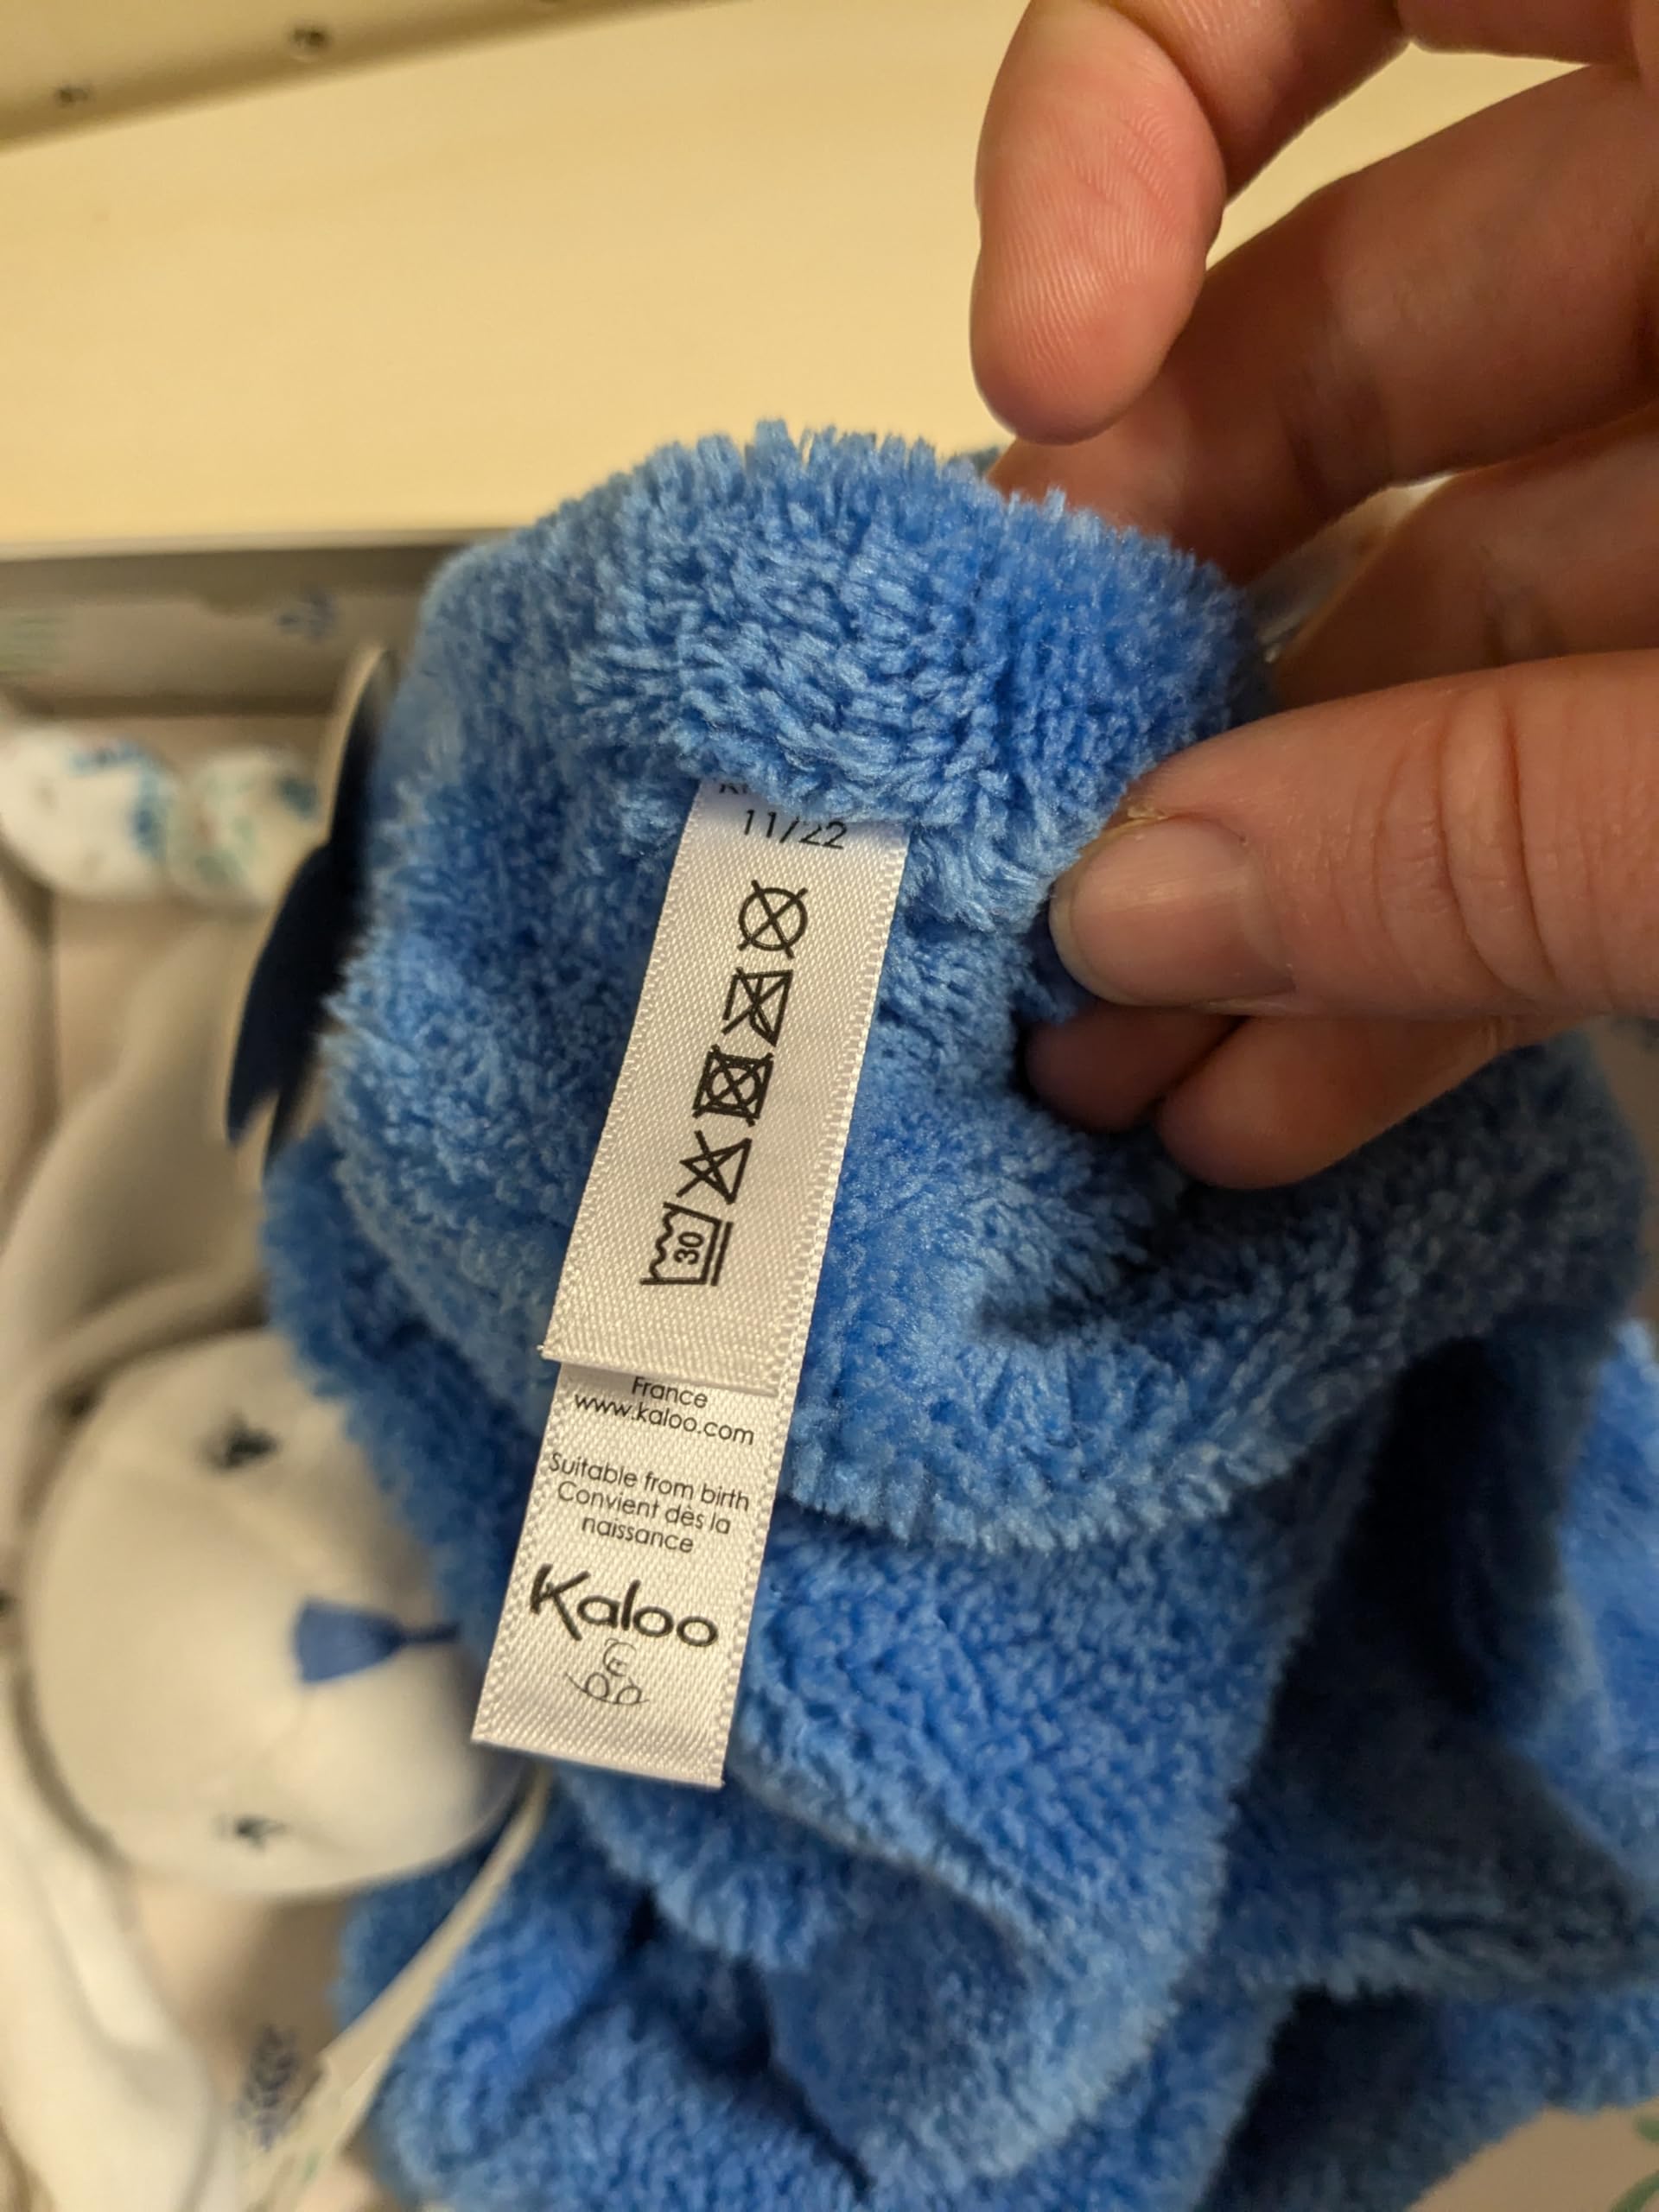 11/22
30
France
www.kaloo.com
Suitable from birth
Convient dès la
naissance
Kaloo